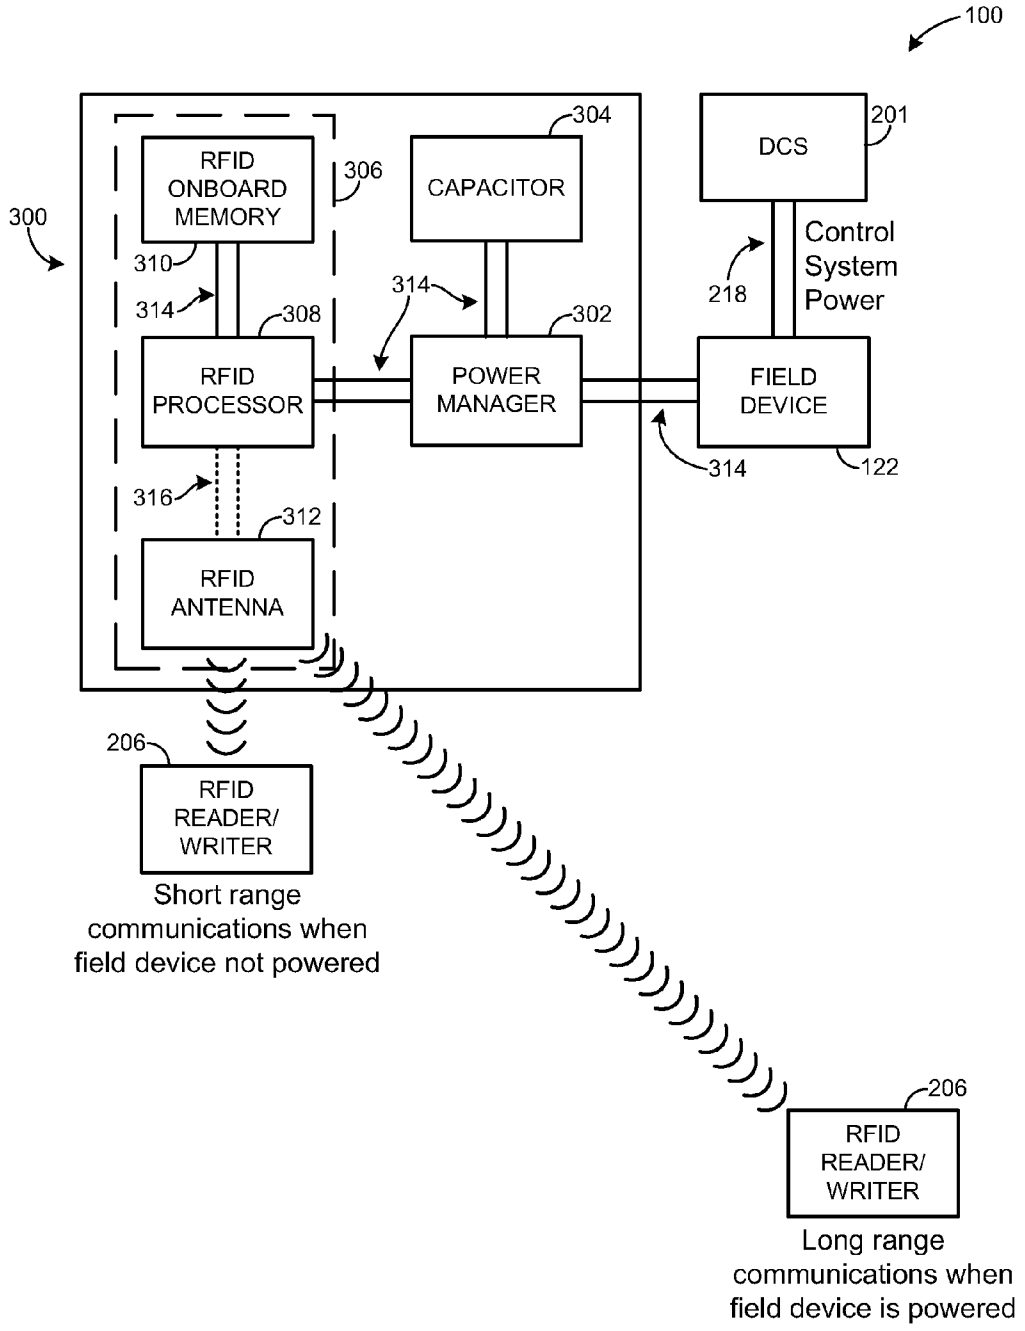 100
304
201
RFID
ONBOARD
MEMORY
306
CAPACITOR
DCS
300
310
314
314
218
Control
System
Power
308
302
RFID
PROCESSOR
POWER
MANAGER
FIELD
DEVICE
316
314
122
312
RFID
ANTENNA
206
RFID
READER/
WRITER
Short range
communications when
field device not powered
206
RFID
READER/
WRITER
Long range
communications when
field device is powered